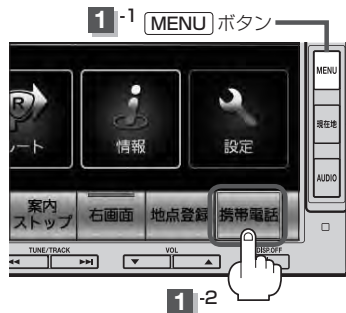 1 -1 MENU ボタン
MENU
現在地
AUDIO
R
ート
情報
設定
案内
ストップ
右画面
地点登録
携帯電話
TUNE/TRACK
VOL
DISP.OFF
1 -2